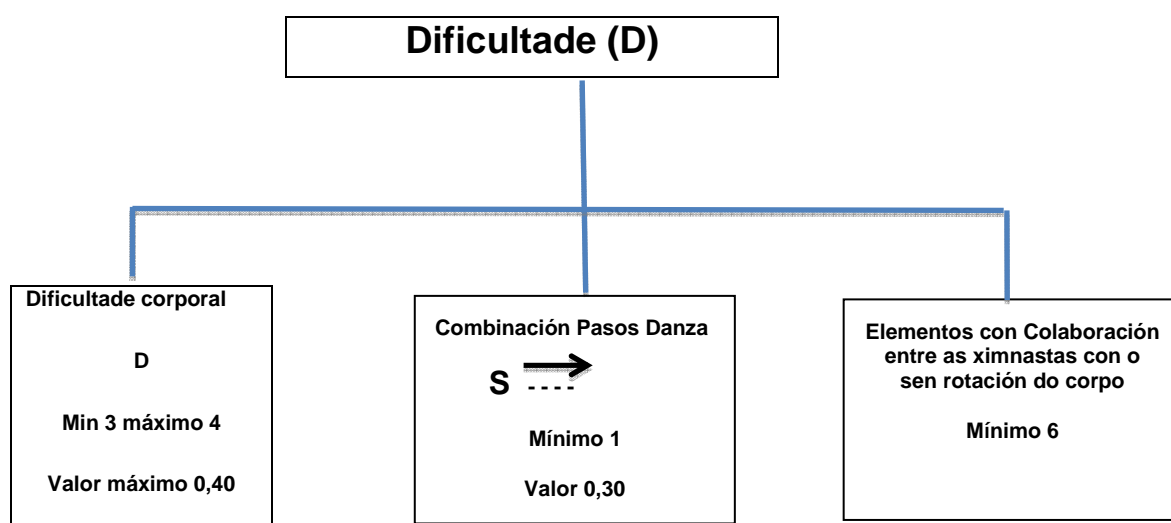 Dificultade (D)
Dificultade corporal
D
Min 3 máximo 4
Valor máximo 0,40
Combinación Pasos Danza
S ----
Mínimo 1
Valor 0,30
Elementos con Colaboración
entre as ximnastas con o
sen rotación do corpo
Mínimo 6